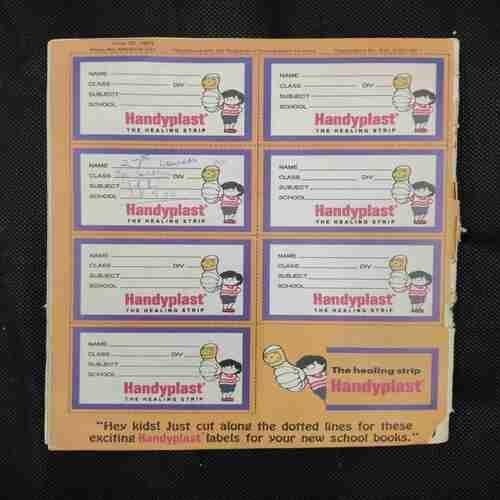 NAME
CLASS DIV
SUBJECT
SCHOOL
Handyplast
THE HEALING STRIP
NAME
CLASS DIV
SUBJECT
SCHOOL
Handyplast
THE HEALING STRIP
NAME
CLASS DIV
SUBJECT
SCHOOL
Handyplast
THE HEALING STRIP
NAME
CLASS DIV
SUBJECT
SCHOOL
Handyplast
THE HEALING STRIP
NAME
CLASS DIV
SUBJECT
SCHOOL
Handyplast
THE HEALING STRIP
NAME
CLASS DIV
SUBJECT
SCHOOL
Handyplast
THE HEALING STRIP
NAME
CLASS DIV
SUBJECT
SCHOOL
Handyplast
THE HEALING STRIP
The healing strip
Handyplast
"Hey kids! Just cut along the dotted lines for these
exciting Handyplast labels for your new school books."